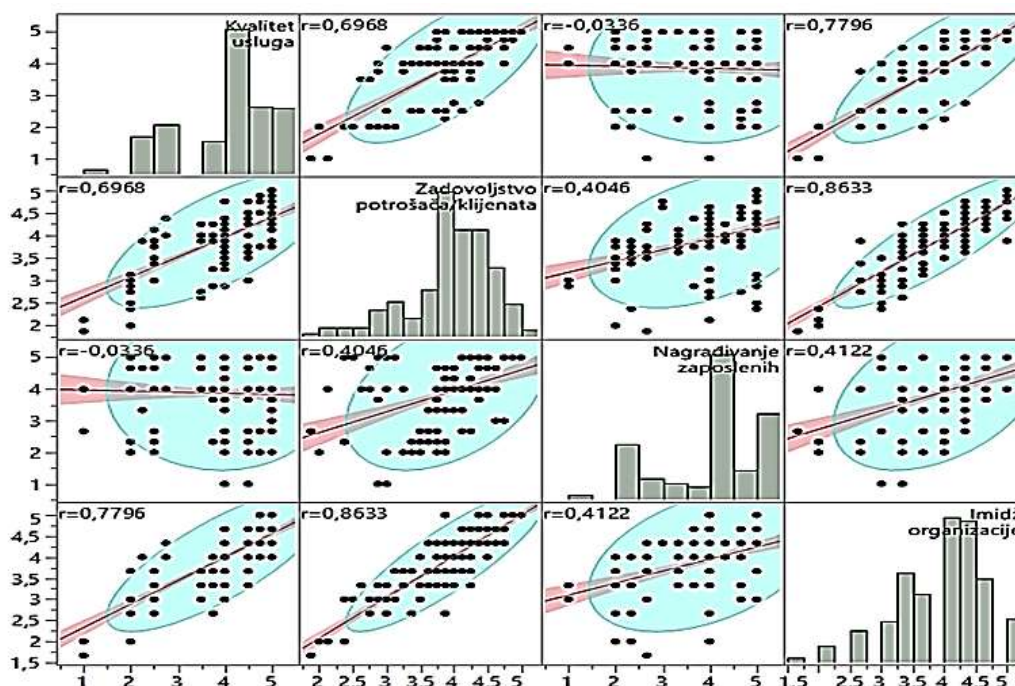 Kvalitet
usluga
r=0,6968
r=-0,0336
r=0,7796
5
4
3
2
1
r=0,6968
Zadovoljstvo
potrošača/klijenata
r=0,4046
r=0,8633
5
4,5
4
3,5
3
2,5
2
r=-0,0336
r=0,4046
Nagrađivanje
zaposlenih
r=0,4122
5
4
3
2
1
r=0,7796
r=0,8633
r=0,4122
Imidž
organizacije
5
4,5
4
3,5
3
2,5
2
1,5
1 2 3 4 5
2 2,5 3 3,5 4 4,5 5
1 2 3 4 5
1,5 2 2,5 3 3,5 4 4,5 5